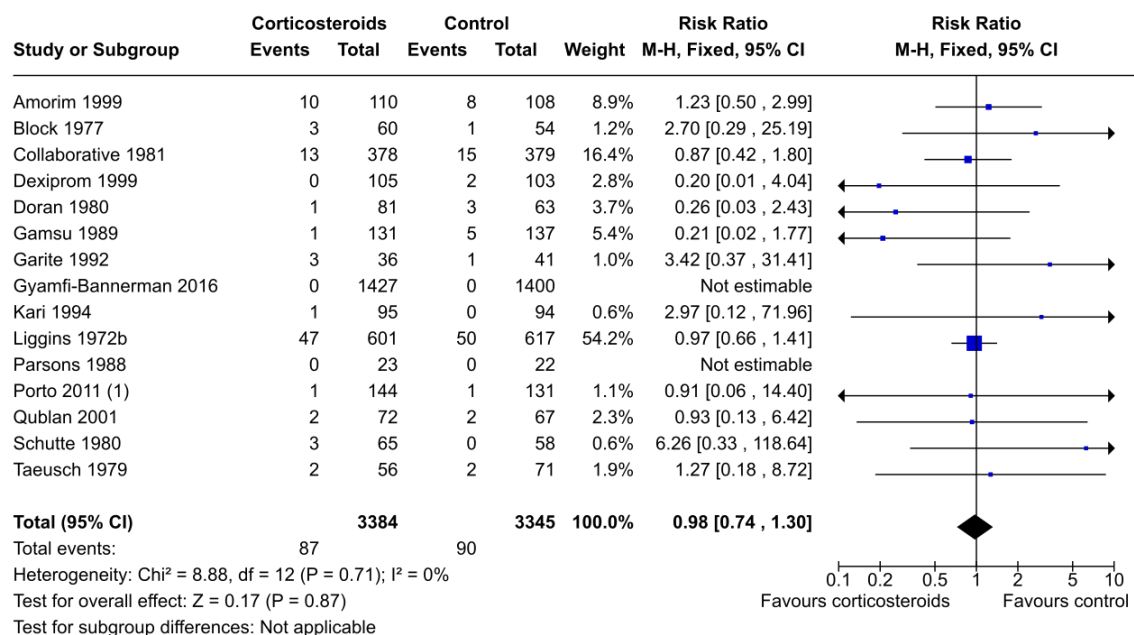 Corticosteroids Control Risk Ratio Risk Ratio
Study or Subgroup Events Total Events Total Weight M-H, Fixed, 95% CI M-H, Fixed, 95% CI
Amorim 1999 10 110 8 108 8.9% 1.23 [0.50 , 2.99]
Block 1977 3 60 1 54 1.2% 2.70 [0.29 , 25.19]
Collaborative 1981 13 378 15 379 16.4% 0.87 [0.42 , 1.80]
Dexiprom 1999 0 105 2 103 2.8% 0.20 [0.01 , 4.04]
Doran 1980 1 81 3 63 3.7% 0.26 [0.03 , 2.43]
Gamsu 1989 1 131 5 137 5.4% 0.21 [0.02 , 1.77]
Garite 1992 3 36 1 41 1.0% 3.42 [0.37 , 31.41]
Gyamfi-Bannerman 2016 0 1427 0 1400 Not estimable
Kari 1994 1 95 0 94 0.6% 2.97 [0.12 , 71.96]
Liggins 1972b 47 601 50 617 54.2% 0.97 [0.66 , 1.41]
Parsons 1988 0 23 0 22 Not estimable
Porto 2011 (1) 1 144 1 131 1.1% 0.91 [0.06 , 14.40]
Qublan 2001 2 72 2 67 2.3% 0.93 [0.13 , 6.42]
Schutte 1980 3 65 0 58 0.6% 6.26 [0.33 , 118.64]
Taeusch 1979 2 56 2 71 1.9% 1.27 [0.18 , 8.72]
Total (95% CI) 3384 3345 100.0% 0.98 [0.74 , 1.30]
Total events: 87 90
Heterogeneity: Chi² = 8.88, df = 12 (P = 0.71); I² = 0%
Test for overall effect: Z = 0.17 (P = 0.87)
Test for subgroup differences: Not applicable
0.1 0.2 0.5 1 2 5 10
Favours corticosteroids Favours control